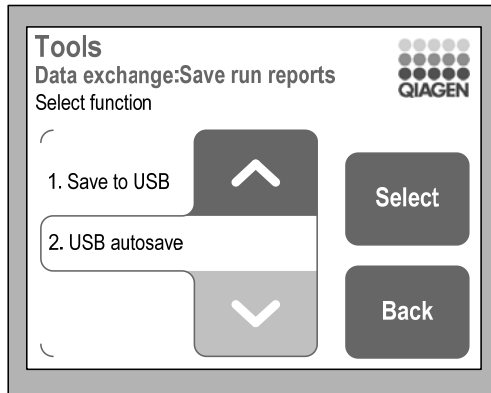 Tools
Data exchange:Save run reports
Select function
QIAGEN
1. Save to USB
2. USB autosave
Select
Back